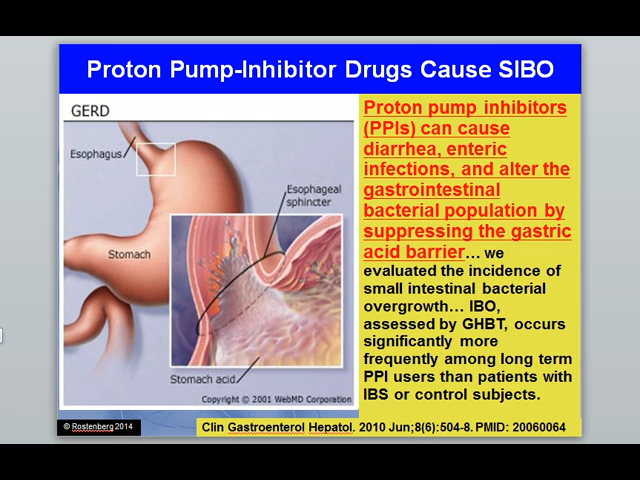 Proton Pump-Inhibitor Drugs Cause SIBO
GERD
Esophagus
Stomach
Esophageal
sphincter
Stomach acid
Copyright © 2001 WebMD Corporation
Proton pump inhibitors
(PPIs) can cause
diarrhea, enteric
infections, and alter the
gastrointestinal
bacterial population by
suppressing the gastric
acid barrier… we
evaluated the incidence of
small intestinal bacterial
overgrowth… IBO,
assessed by GHBT, occurs
significantly more
frequently among long term
PPI users than patients with
IBS or control subjects.
© Rostenberg 2014
Clin Gastroenterol Hepatol. 2010 Jun;8(6):504-8. PMID: 20060064